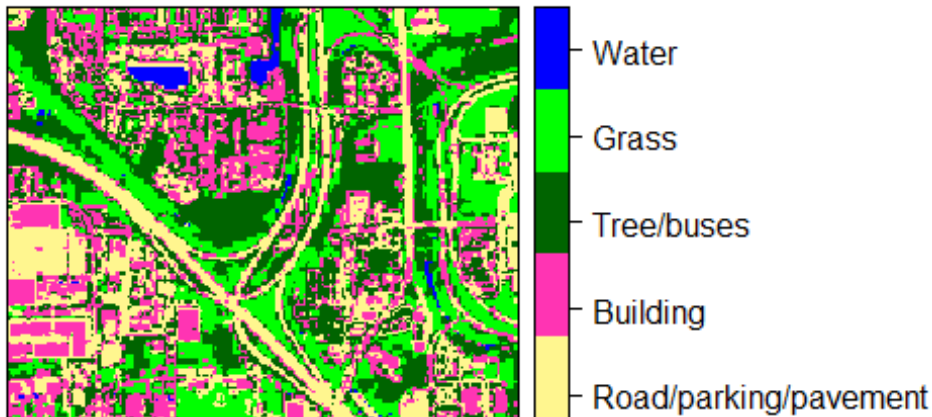 Water
Grass
Tree/buses
Building
Road/parking/pavement